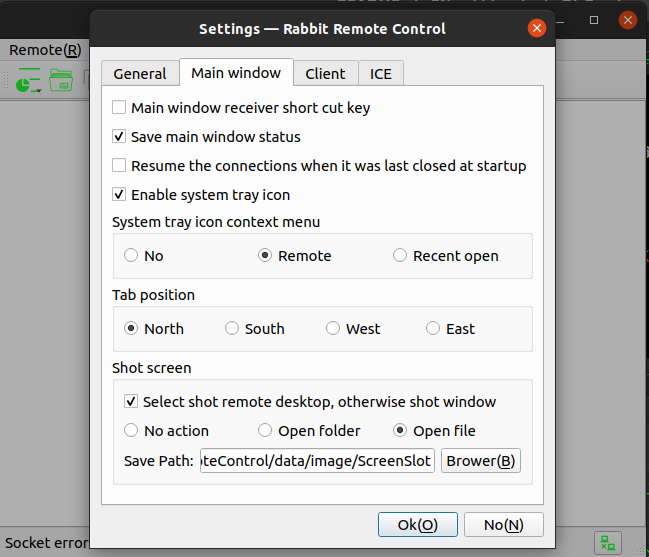 Settings — Rabbit Remote Control
Remote(R)
General Main window Client ICE
Main window receiver short cut key
Save main window status
Resume the connections when it was last closed at startup
Enable system tray icon
System tray icon context menu
No Remote Recent open
Tab position
North South West East
Shot screen
Select shot remote desktop, otherwise shot window
No action Open folder Open file
Save Path: oteControl/data/image/ScreenSlot Brower(B)
Ok(O) No(N)
Socket error